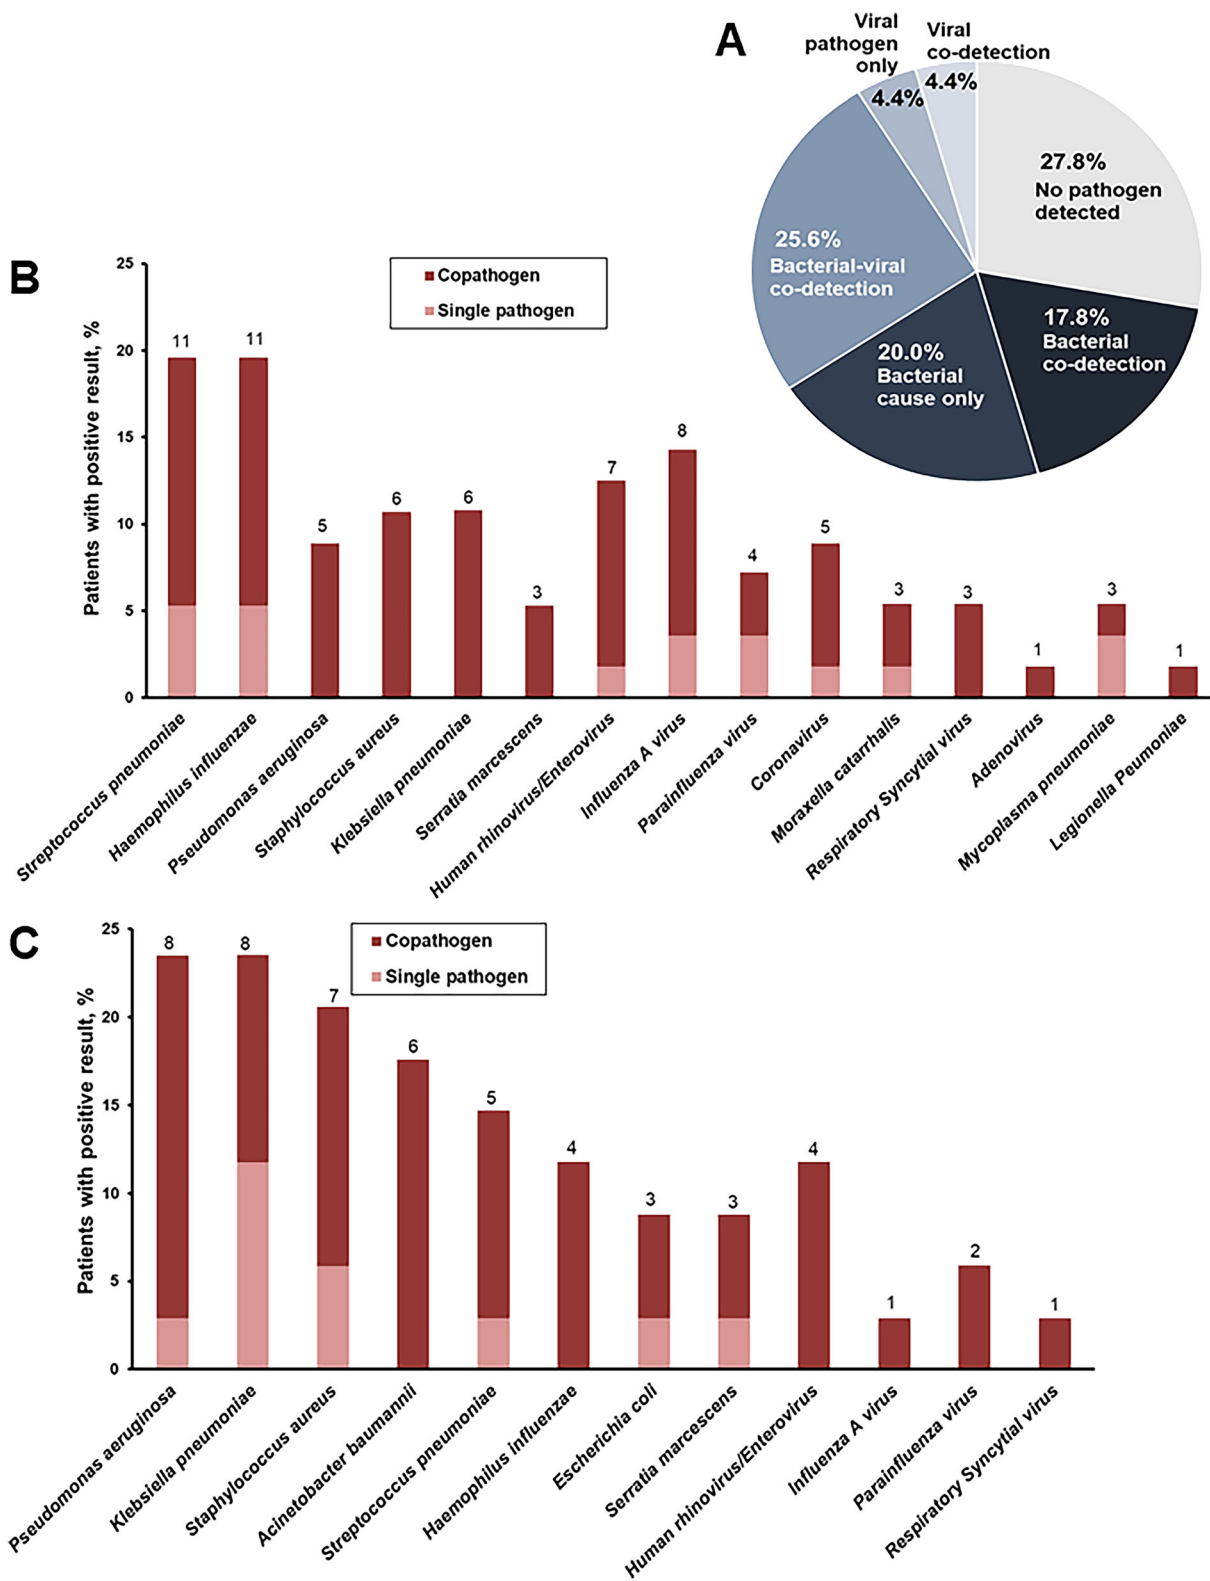 A
Viral
pathogen
only
4.4%
Viral
co-detection
4.4%
27.8%
No pathogen
detected
17.8%
Bacterial
co-detection
20.0%
Bacterial
cause only
25.6%
Bacterial-viral
co-detection
B
Patients with positive result, %
25
20
15
10
5
0
Copathogen
Single pathogen
11
11
5
6
6
3
7
8
4
5
3
3
1
3
1
Streptococcus pneumoniae
Haemophilus influenzae
Pseudomonas aeruginosa
Staphylococcus aureus
Klebsiella pneumoniae
Serratia marcescens
Human rhinovirus/Enterovirus
Influenza A virus
Parainfluenza virus
Coronavirus
Moraxella catarrhalis
Respiratory Syncytial virus
Adenovirus
Mycoplasma pneumoniae
Legionella Peumoniae
C
Patients with positive result, %
25
20
15
10
5
0
Copathogen
Single pathogen
8
8
7
6
5
4
3
3
4
1
2
1
Pseudomonas aeruginosa
Klebsiella pneumoniae
Staphylococcus aureus
Acinetobacter baumannii
Streptococcus pneumoniae
Haemophilus influenzae
Escherichia coli
Serratia marcescens
Human rhinovirus/Enterovirus
Influenza A virus
Parainfluenza virus
Respiratory Syncytial virus